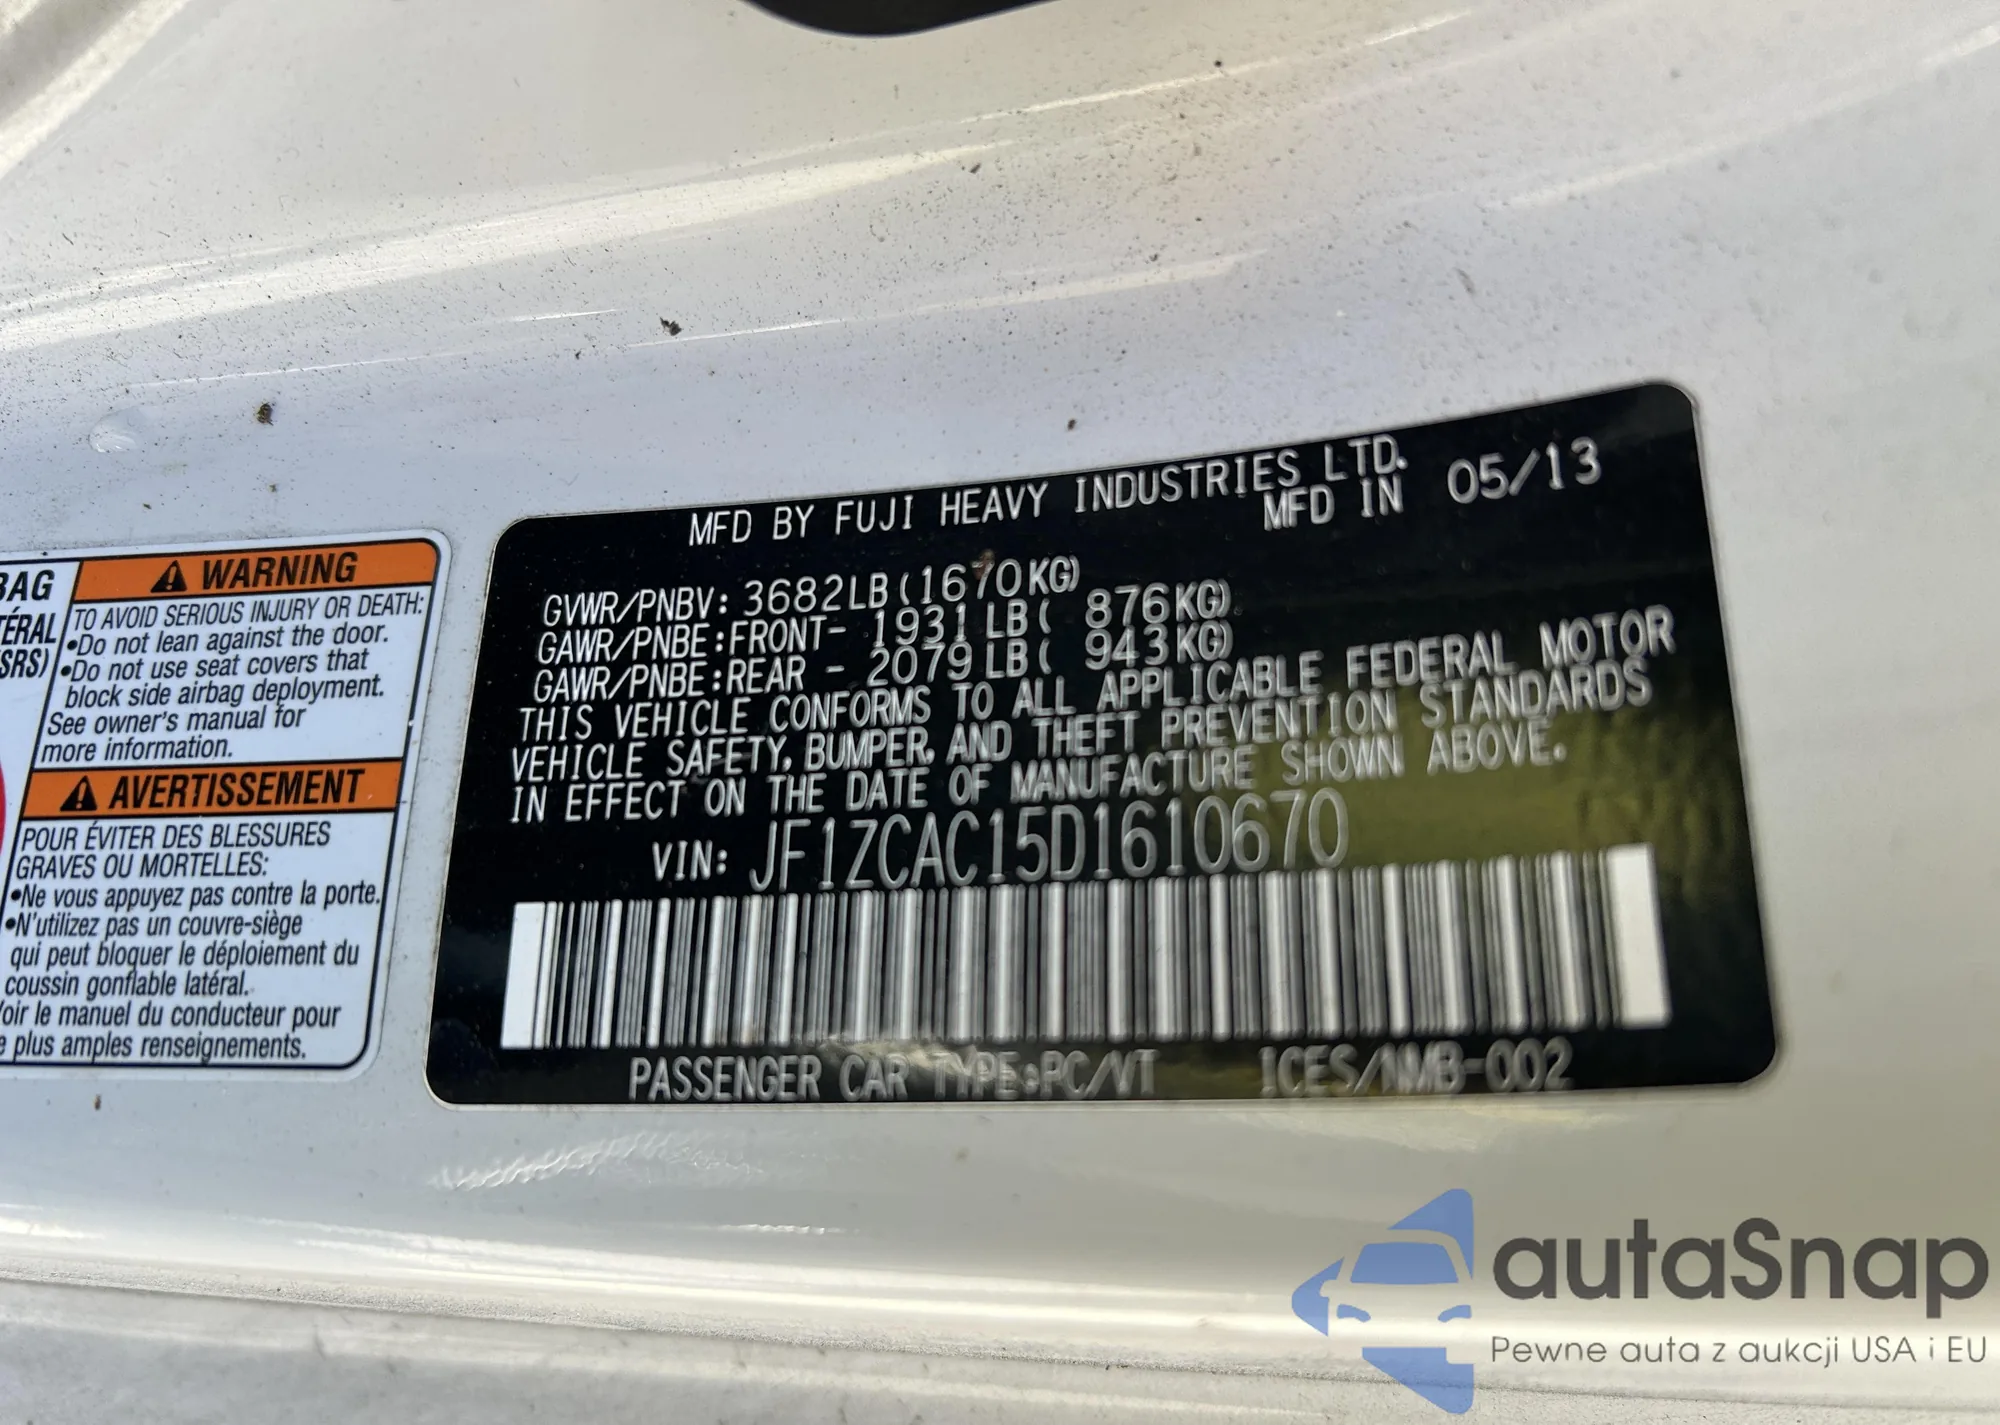 MFD BY FUJI HEAVY INDUSTRIES LTD.
MFD IN 05/13
GVWR/PNBV: 3682LB(1670KG)
GAWR/PNBE:FRONT- 1931LB( 876KG)
GAWR/PNBE:REAR - 2079LB( 943KG)
THIS VEHICLE CONFORMS TO ALL APPLICABLE FEDERAL MOTOR
VEHICLE SAFETY, BUMPER, AND THEFT PREVENTION STANDARDS
IN EFFECT ON THE DATE OF MANUFACTURE SHOWN ABOVE.
VIN: JF1ZCAC15D1610670
PASSENGER CAR TYPE:PC/VT ICES/NMB-002
BAG
SRS)
WARNING
TO AVOID SERIOUS INJURY OR DEATH:
•Do not lean against the door.
•Do not use seat covers that
block side airbag deployment.
See owner's manual for
more information.
AVERTISSEMENT
POUR ÉVITER DES BLESSURES
GRAVES OU MORTELLES:
•Ne vous appuyez pas contre la porte.
•N'utilizez pas un couvre-siège
qui peut bloquer le déploiement du
coussin gonflable latéral.
Voir le manuel du conducteur pour
plus amples renseignements.
autaSnap
Pewne auta z aukcji USA i EU